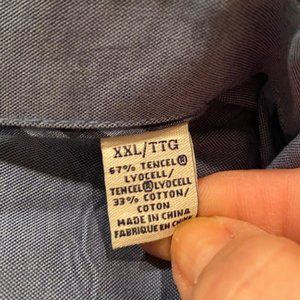 XXL/TTG
67% TENCEL®
LYOCELL/
TENCEL®LYOCELL
33% COTTON/
COTON
MADE IN CHINA
FABRIQUE EN CHINE